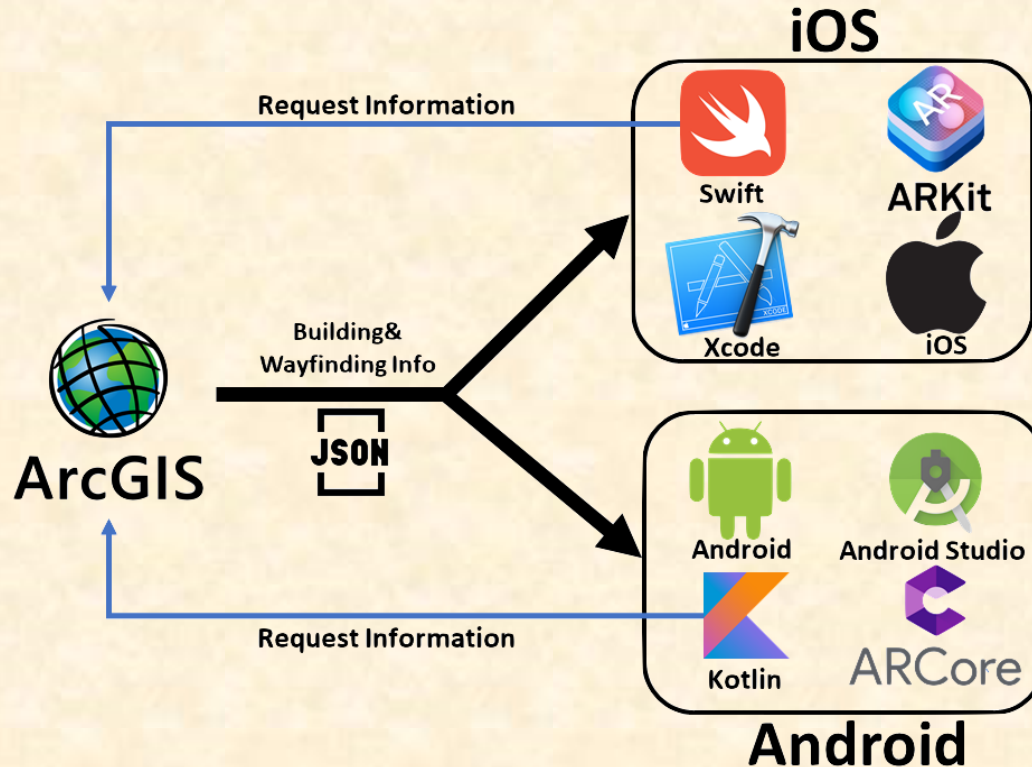 iOS
Request Information
Swift
AR
ARKit
XCODE
Xcode
iOS
Building&
Wayfinding Info
JSON
ArcGIS
Android
Android Studio
Request Information
Kotlin
ARCore
Android